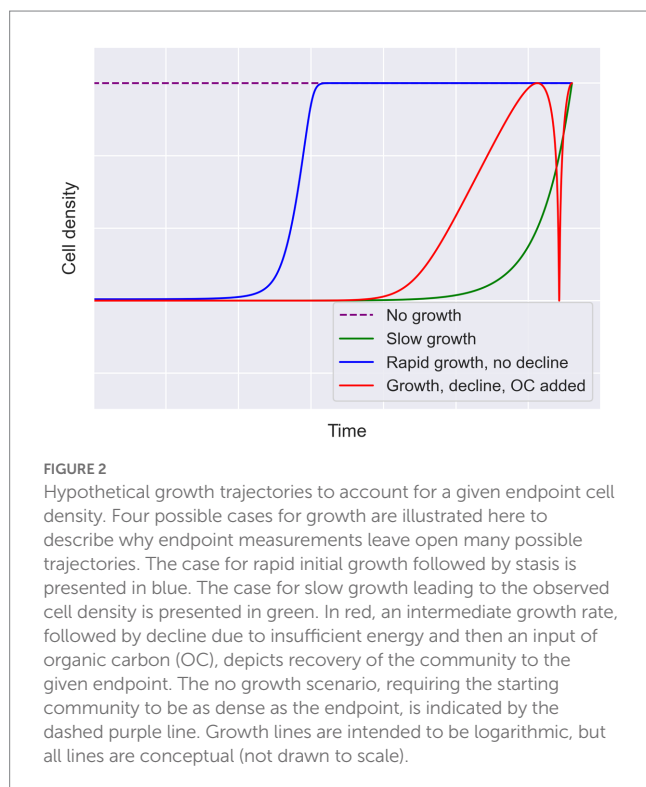 Cell density
No growth
Slow growth
Rapid growth, no decline
Growth, decline, OC added
Time
FIGURE 2
Hypothetical growth trajectories to account for a given endpoint cell
density. Four possible cases for growth are illustrated here to
describe why endpoint measurements leave open many possible
trajectories. The case for rapid initial growth followed by stasis is
presented in blue. The case for slow growth leading to the observed
cell density is presented in green. In red, an intermediate growth rate,
followed by decline due to insufficient energy and then an input of
organic carbon (OC), depicts recovery of the community to the
given endpoint. The no growth scenario, requiring the starting
community to be as dense as the endpoint, is indicated by the
dashed purple line. Growth lines are intended to be logarithmic, but
all lines are conceptual (not drawn to scale).